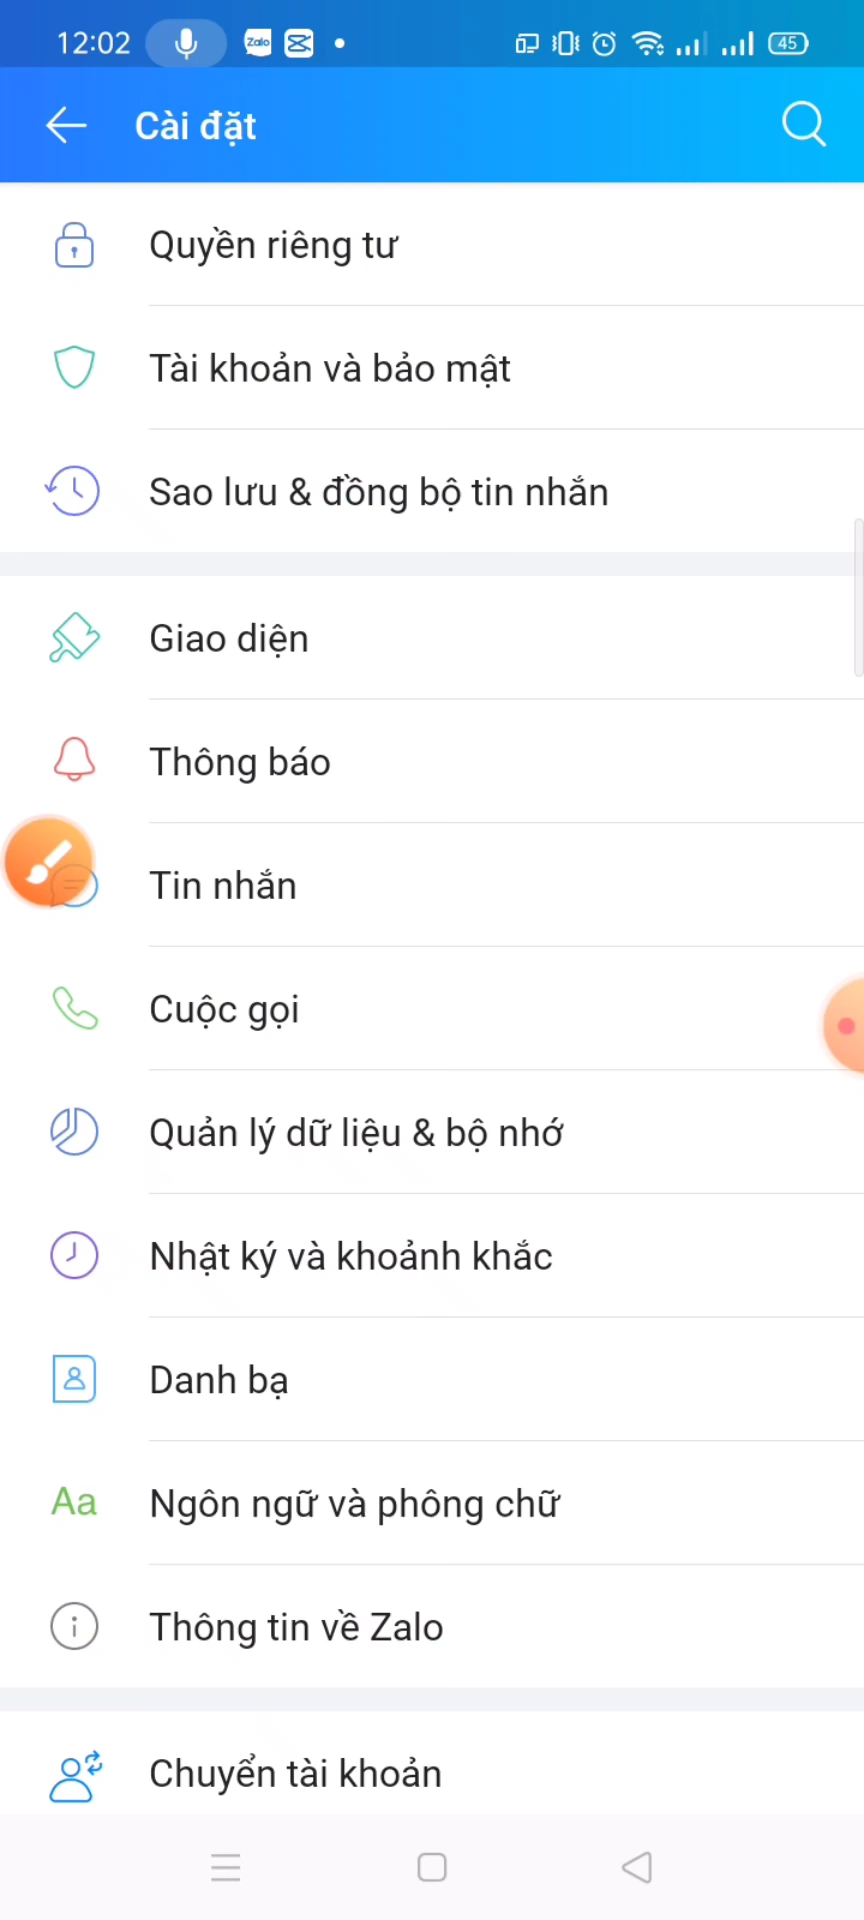 12:02
Zalo
45
Cài đặt
Quyền riêng tư
Tài khoản và bảo mật
Sao lưu & đồng bộ tin nhắn
Giao diện
Thông báo
Tin nhắn
Cuộc gọi
Quản lý dữ liệu & bộ nhớ
Nhật ký và khoảnh khắc
Danh bạ
Aa Ngôn ngữ và phông chữ
Thông tin về Zalo
Chuyển tài khoản